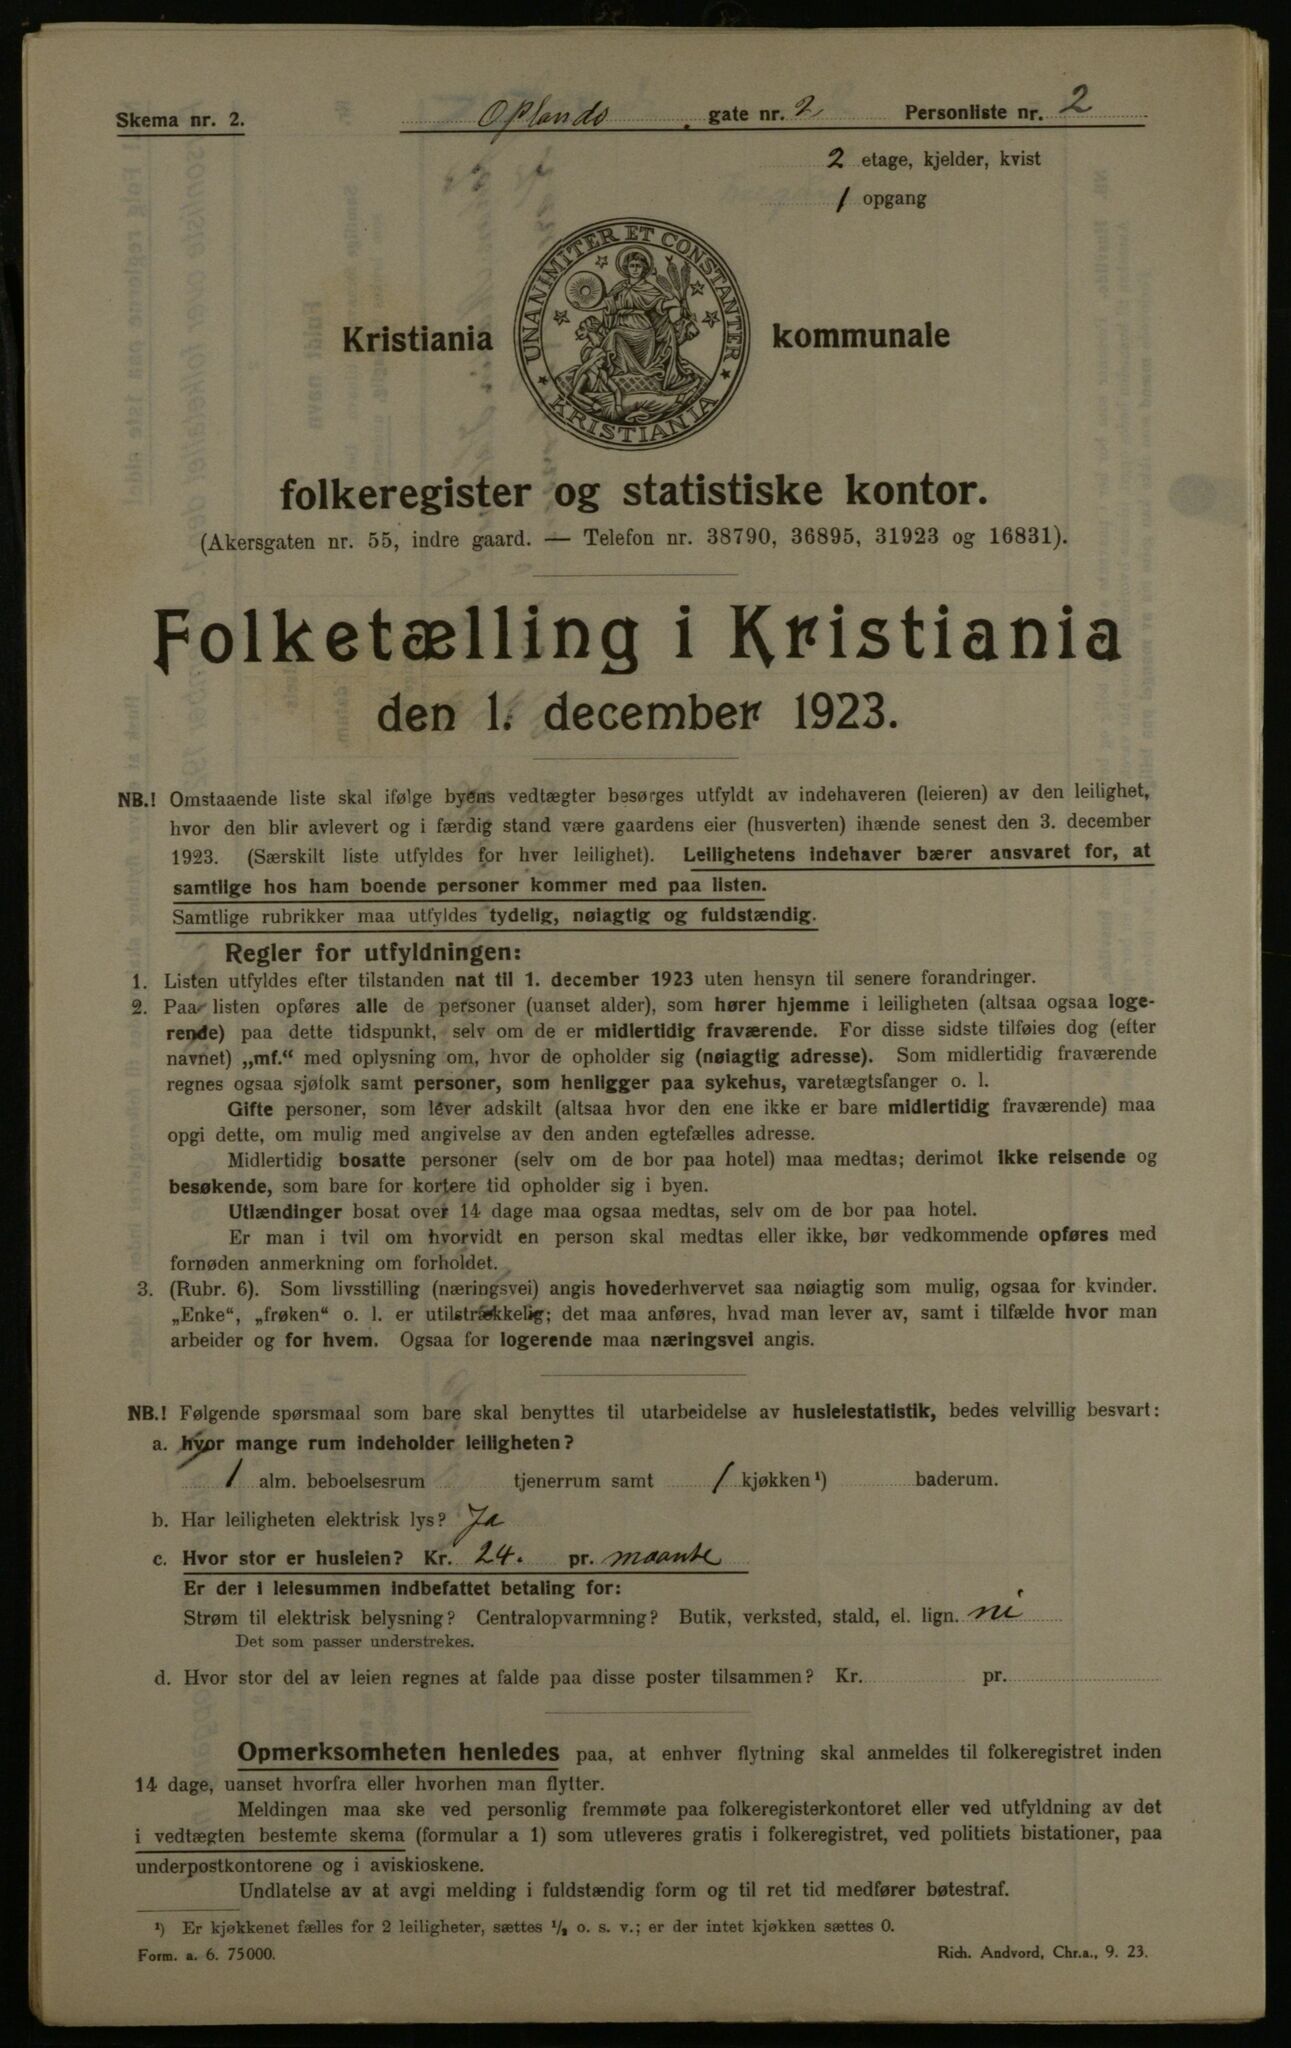 Skema nr. 2.
Oplands gate nr. 2 Personliste nr. 2
2 etage, kjelder, kvist
1 opgang
UNANIMITER ET CONSTANTER
KRISTIANIA
Kristiania kommunale
folkeregister og statistiske kontor.
(Akersgaten nr. 55, indre gaard. — Telefon nr. 38790, 36895, 31923 og 16831).
Folketælling i Kristiania
den 1. december 1923.
NB.! Omstaaende liste skal ifølge byens vedtægter besørges utfyldt av indehaveren (leieren) av den leilighet,
hvor den blir avlevert og i færdig stand være gaardens eier (husverten) ihænde senest den 3. december
1923. (Særskilt liste utfyldes for hver leilighet). Leilighetens indehaver bærer ansvaret for, at
samtlige hos ham boende personer kommer med paa listen.
Samtlige rubrikker maa utfyldes tydelig, nøiagtig og fuldstændig.
Regler for utfyldningen:
1. Listen utfyldes efter tilstanden nat til 1. december 1923 uten hensyn til senere forandringer.
2. Paa listen opføres alle de personer (uanset alder), som hører hjemme i leiligheten (altsaa ogsaa loge-
rende) paa dette tidspunkt, selv om de er midlertidig fraværende. For disse sidste tilføies dog (efter
navnet) „mf.“ med oplysning om, hvor de opholder sig (nøiagtig adresse). Som midlertidig fraværende
regnes ogsaa sjøfolk samt personer, som henligger paa sykehus, varetægtsfanger o. l.
Gifte personer, som lever adskilt (altsaa hvor den ene ikke er bare midlertidig fraværende) maa
opgi dette, om mulig med angivelse av den anden egtefælles adresse.
Midlertidig bosatte personer (selv om de bor paa hotel) maa medtas; derimot ikke reisende og
besøkende, som bare for kortere tid opholder sig i byen.
Utlændinger bosat over 14 dage maa ogsaa medtas, selv om de bor paa hotel.
Er man i tvil om hvorvidt en person skal medtas eller ikke, bør vedkommende opføres med
fornøden anmerkning om forholdet.
3. (Rubr. 6). Som livsstilling (næringsvei) angis hovederhvervet saa nøiagtig som mulig, ogsaa for kvinder.
„Enke“, „frøken“ o. l. er utilstrækkelig; det maa anføres, hvad man lever av, samt i tilfælde hvor man
arbeider og for hvem. Ogsaa for logerende maa næringsvei angis.
NB.! Følgende spørsmaal som bare skal benyttes til utarbeidelse av husleiestatistik, bedes velvillig besvart:
a. hvor mange rum indeholder leiligheten?
1 alm. beboelsesrum tjenerrum samt 1 kjøkken¹) baderum.
b. Har leiligheten elektrisk lys? Ja
c. Hvor stor er husleien? Kr. 24. pr. maante
Er der i leiesummen indbefattet betaling for:
Strøm til elektrisk belysning? Centralopvarmning? Butik, verksted, stald, el. lign. ni
Det som passer understrekes.
d. Hvor stor del av leien regnes at falde paa disse poster tilsammen? Kr. pr.
Opmerksomheten henledes paa, at enhver flytning skal anmeldes til folkeregistret inden
14 dage, uanset hvorfra eller hvorhen man flytter.
Meldingen maa ske ved personlig fremmøte paa folkeregisterkontoret eller ved utfyldning av det
i vedtægten bestemte skema (formular a 1) som utleveres gratis i folkeregistret, ved politiets bistationer, paa
underpostkontorene og i aviskioskene.
Undlatelse av at avgi melding i fuldstændig form og til ret tid medfører bøtestraf.
¹) Er kjøkkenet fælles for 2 leiligheter, sættes ½ o. s. v.; er der intet kjøkken sættes 0.
Form. a. 6. 75000. Rich. Andvord, Chr.a., 9. 23.